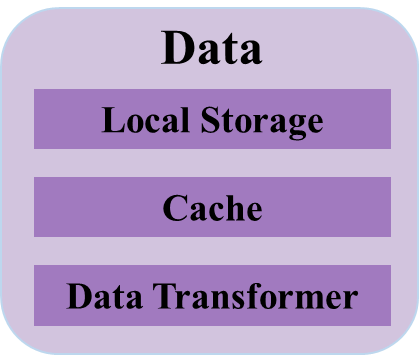 Data
Local Storage
Cache
Data Transformer